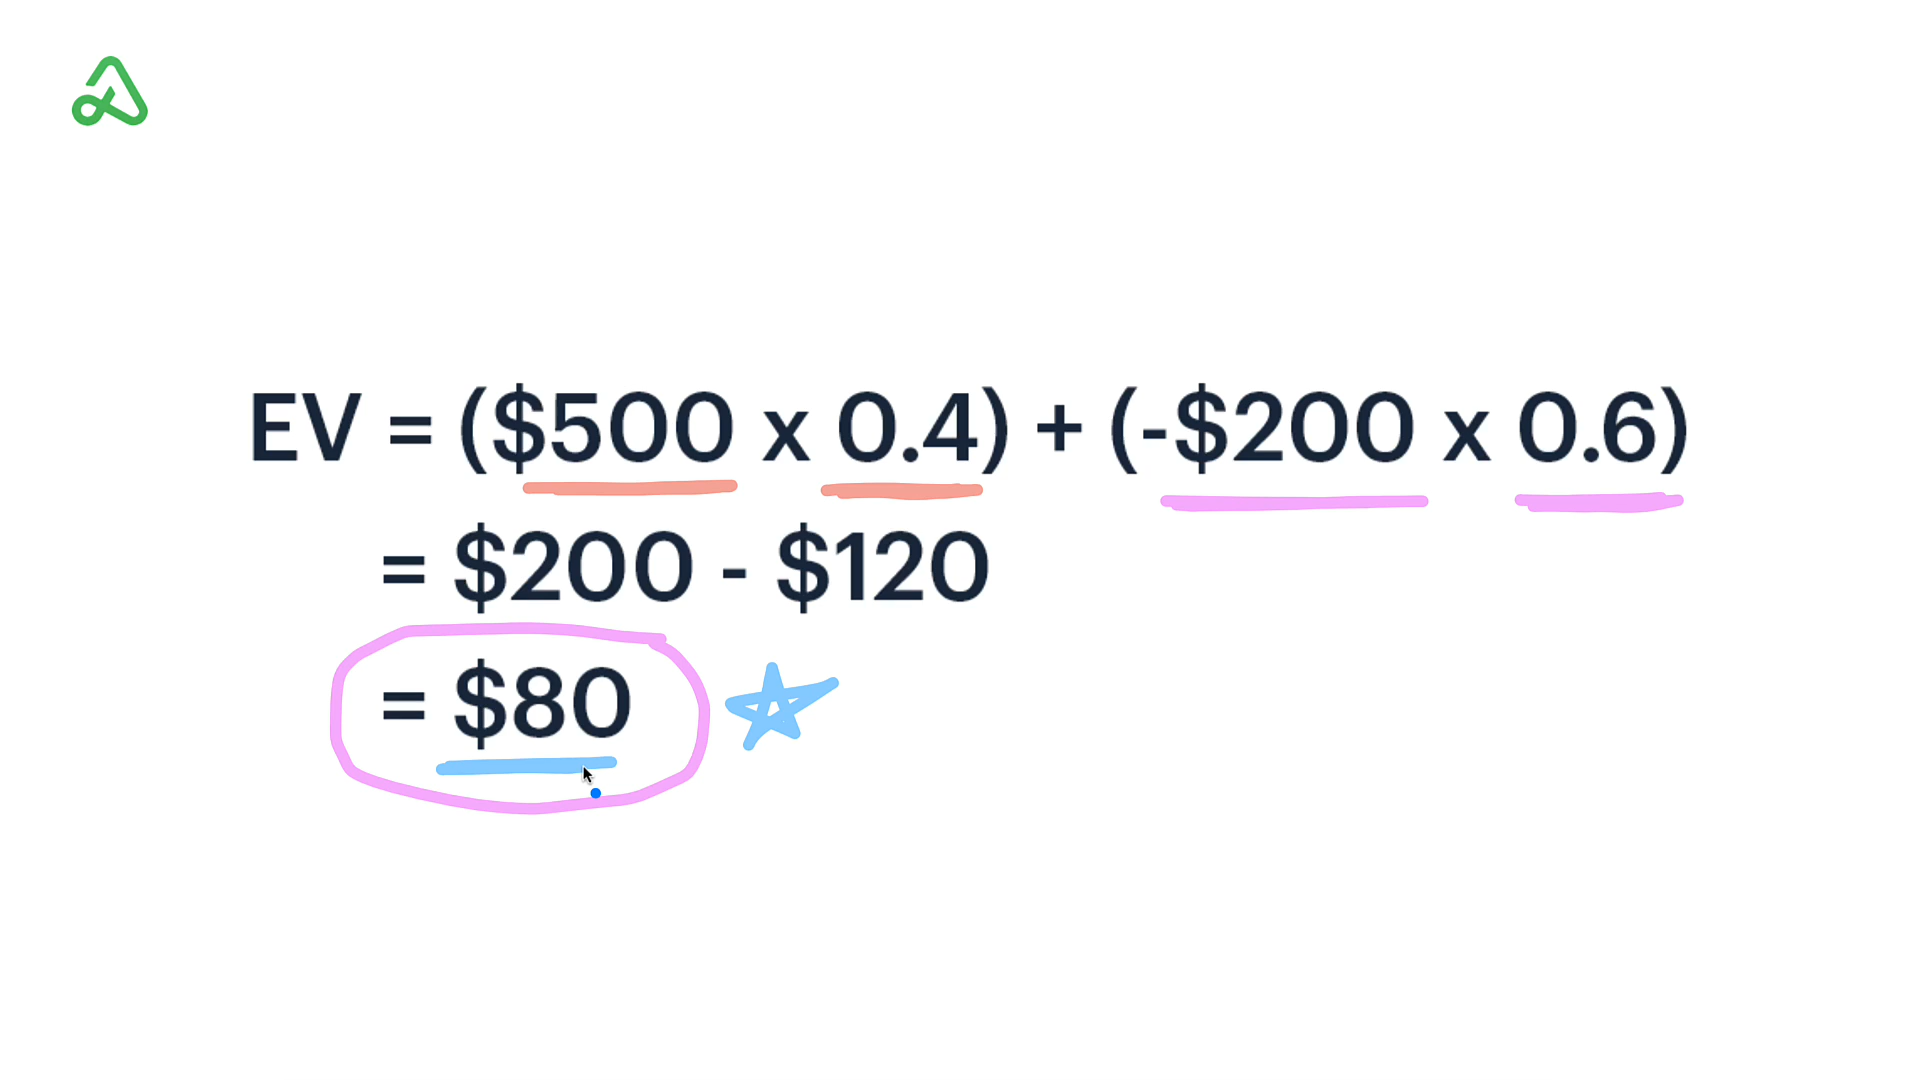 EV = ($500 x 0.4) + (-$200 x 0.6)
= $200 - $120
= $80